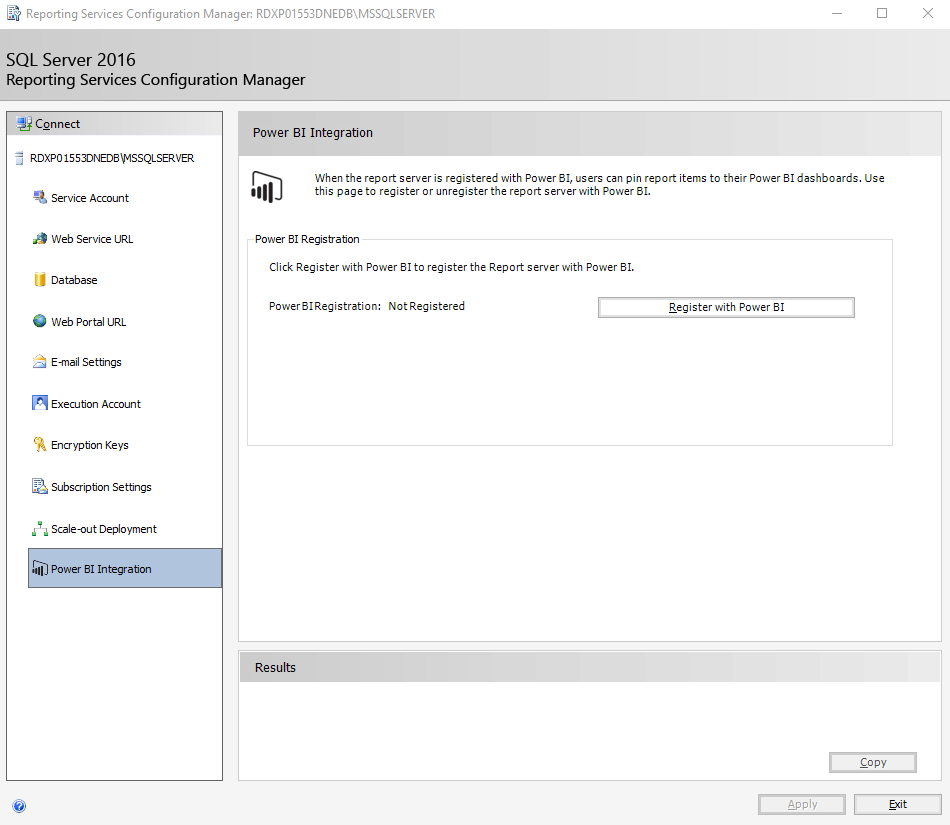 Reporting Services Configuration Manager: RDXP01553DNEDB\MSSQLSERVER
SQL Server 2016
Reporting Services Configuration Manager
Connect
RDXP01553DNEDB\MSSQLSERVER
Service Account
Web Service URL
Database
Web Portal URL
E-mail Settings
Execution Account
Encryption Keys
Subscription Settings
Scale-out Deployment
Power BI Integration
Power BI Integration
When the report server is registered with Power BI, users can pin report items to their Power BI dashboards. Use
this page to register or unregister the report server with Power BI.
Power BI Registration
Click Register with Power BI to register the Report server with Power BI.
Power BI Registration: Not Registered
Register with Power BI
Results
Copy
Apply
Exit